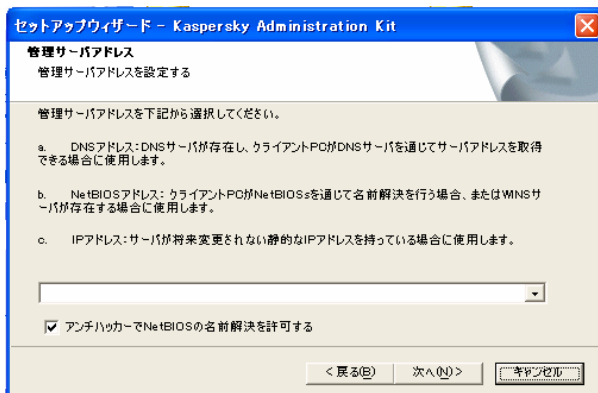 セットアップウィザード - Kaspersky Administration Kit
管理サーバアドレス
管理サーバアドレスを設定する
管理サーバアドレスを下記から選択してください。
a. DNSアドレス:DNSサーバが存在し、クライアントPCがDNSサーバを通じてサーバアドレスを取得
できる場合に使用します。
b. NetBIOSアドレス: クライアントPCがNetBIOSsを通じて名前解決を行う場合、またはWINSサ
ーバが存在する場合に使用します。
c. IPアドレス:サーバが将来変更されない静的なIPアドレスを持っている場合に使用します。
アンチハッカーでNetBIOSの名前解決を許可する
< 戻る(B) 次へ(N) > キャンセル